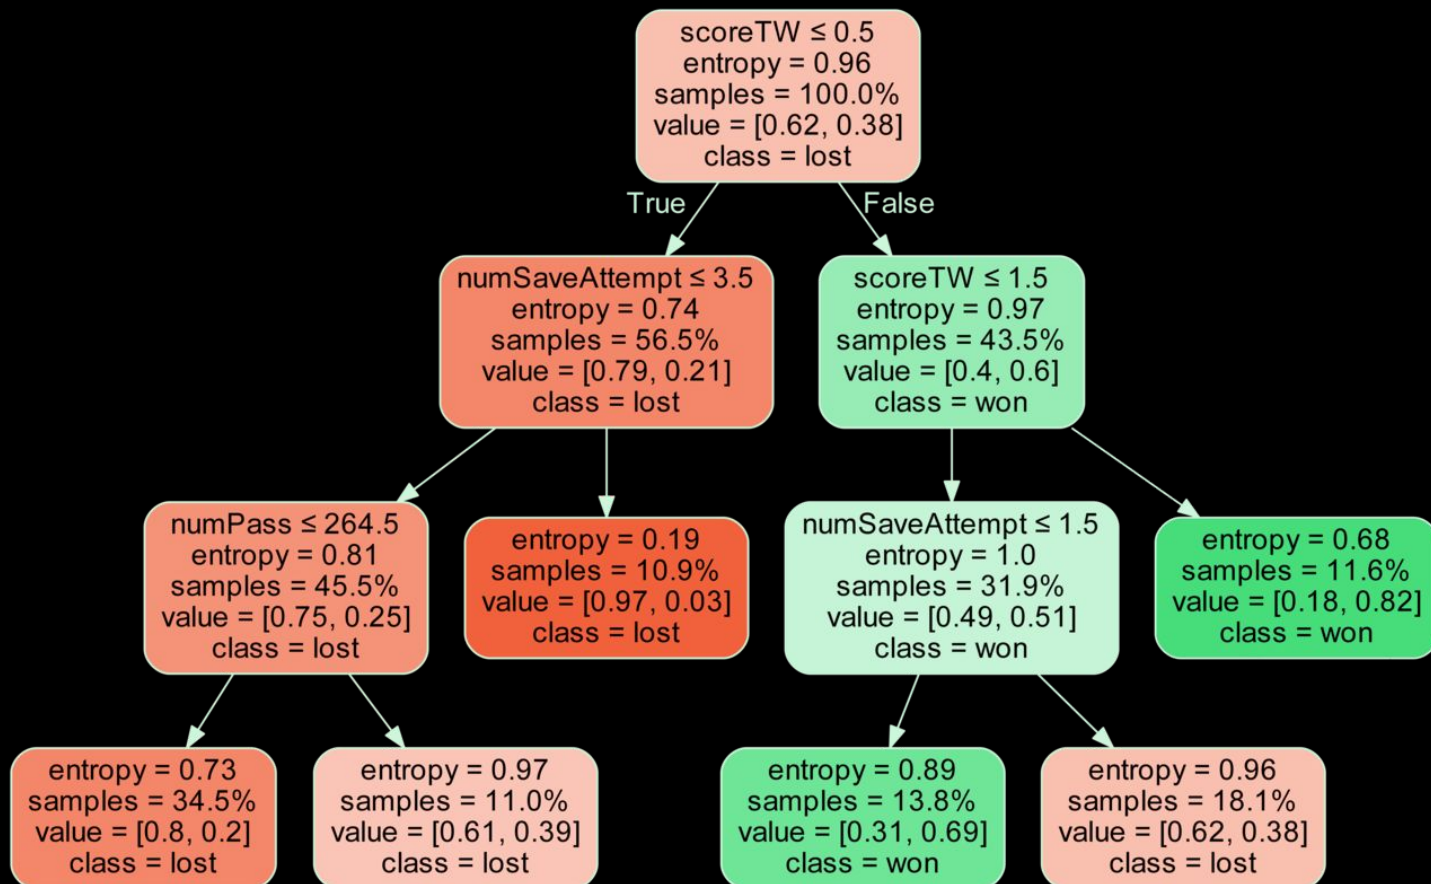 scoreTW ≤ 0.5
entropy = 0.96
samples = 100.0%
value = [0.62, 0.38]
class = lost
True
False
numSaveAttempt ≤ 3.5
entropy = 0.74
samples = 56.5%
value = [0.79, 0.21]
class = lost
scoreTW ≤ 1.5
entropy = 0.97
samples = 43.5%
value = [0.4, 0.6]
class = won
numPass ≤ 264.5
entropy = 0.81
samples = 45.5%
value = [0.75, 0.25]
class = lost
entropy = 0.19
samples = 10.9%
value = [0.97, 0.03]
class = lost
numSaveAttempt ≤ 1.5
entropy = 1.0
samples = 31.9%
value = [0.49, 0.51]
class = won
entropy = 0.68
samples = 11.6%
value = [0.18, 0.82]
class = won
entropy = 0.73
samples = 34.5%
value = [0.8, 0.2]
class = lost
entropy = 0.97
samples = 11.0%
value = [0.61, 0.39]
class = lost
entropy = 0.89
samples = 13.8%
value = [0.31, 0.69]
class = won
entropy = 0.96
samples = 18.1%
value = [0.62, 0.38]
class = lost